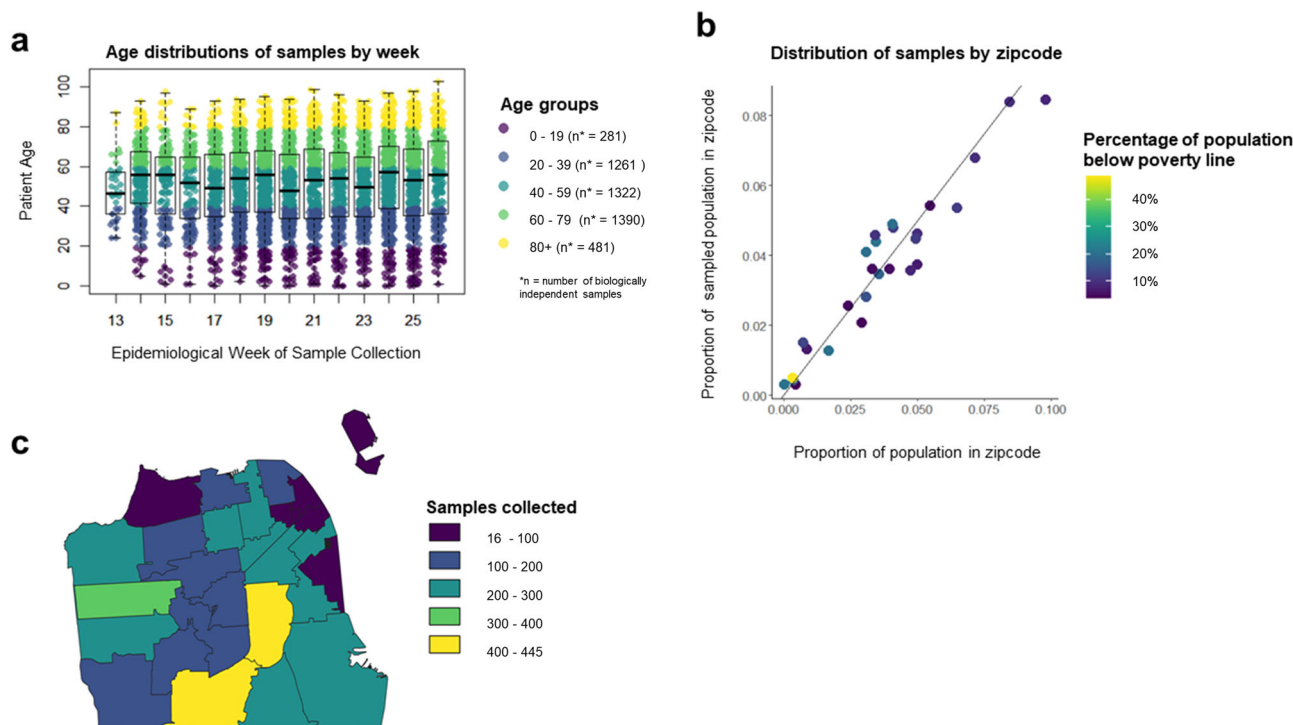 a
Age distributions of samples by week
Patient Age
100
80
60
40
20
0
13
15
17
19
21
23
25
Epidemiological Week of Sample Collection
Age groups
0 - 19 (n* = 281)
20 - 39 (n* = 1261 )
40 - 59 (n* = 1322)
60 - 79 (n* = 1390)
80+ (n* = 481)
*n = number of biologically
independent samples
b
Distribution of samples by zipcode
Proportion of sampled population in zipcode
0.08
0.06
0.04
0.02
0.00
0.000
0.025
0.050
0.075
0.100
Proportion of population in zipcode
Percentage of population
below poverty line
40%
30%
20%
10%
c
Samples collected
16 - 100
100 - 200
200 - 300
300 - 400
400 - 445